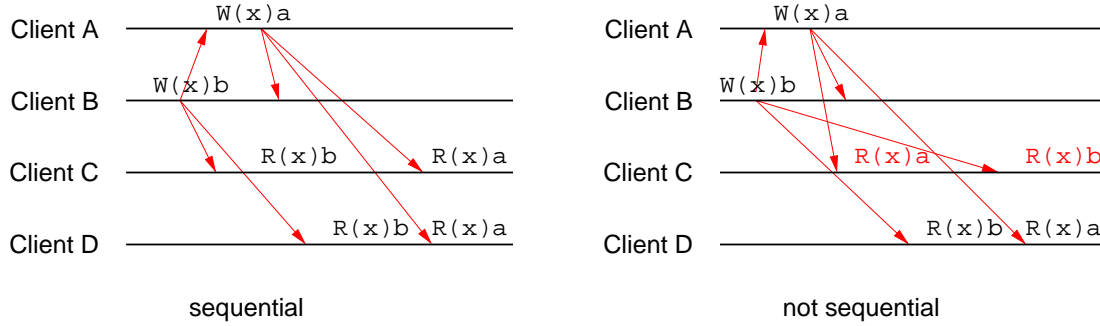 W(x)a
Client A
W(x)b
Client B
R(x)b R(x)a
Client C
R(x)b R(x)a
Client D
sequential
W(x)a
Client A
W(x)b
Client B
R(x)a R(x)b
Client C
R(x)b R(x)a
Client D
not sequential